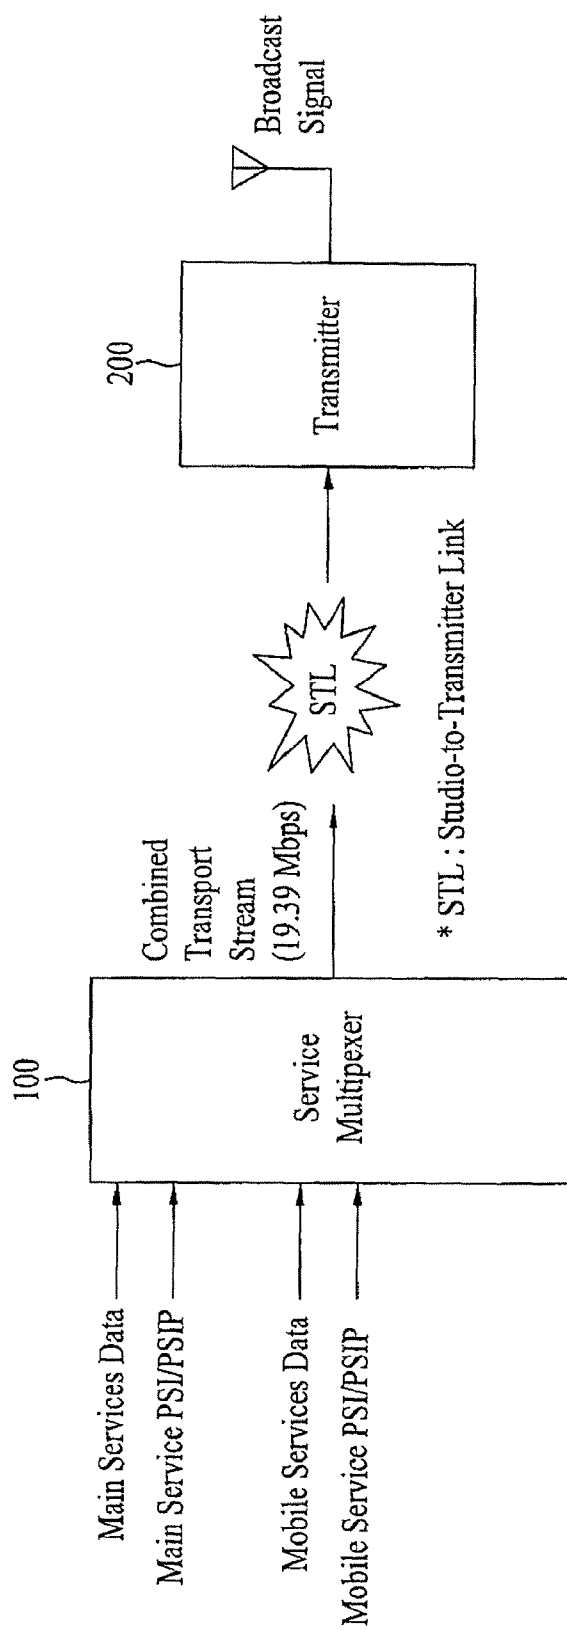 Main Services Data
Main Service PSI/PSIP
Mobile Services Data
Mobile Service PSI/PSIP
100
Service
Multipexer
Combined
Transport
Stream
(19.39 Mbps)
STL
200
Transmitter
Broadcast
Signal
* STL : Studio-to-Transmitter Link